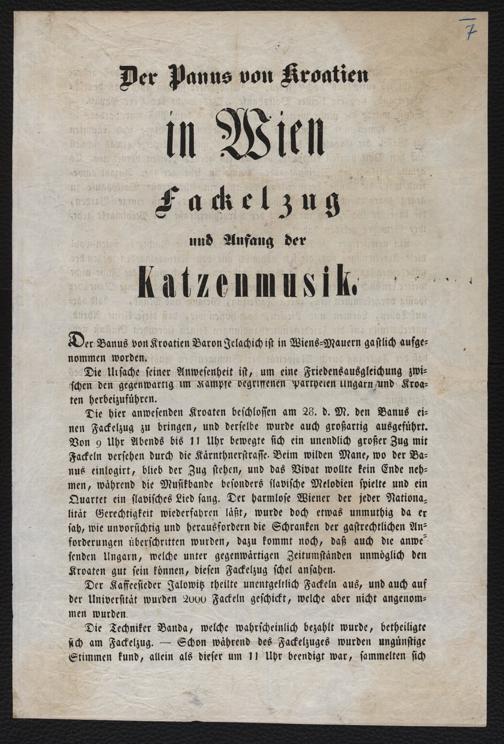 7
Der Panus von Kroatien
in Wien
Fackelzug
und Anfang der
Katzenmusik.
Der Banus von Kroatien Baron Jelachich ist in Wiens-Mauern gastlich aufge-
nommen worden.
Die Ursache seiner Anwesenheit ist, um eine Friedensausgleichung zwi-
schen den gegenwärtig im Kampfe begriffenen Partheien Ungarn und Kroa-
ten herbeizuführen.
Die hier anwesenden Kroaten beschlossen am 28. d. M. den Banus ei-
nen Fackelzug zu bringen, und derselbe wurde auch großartig ausgeführt.
Von 9 Uhr Abends bis 11 Uhr bewegte sich ein unendlich großer Zug mit
Fackeln versehen durch die Kärnthnerstrasse. Beim wilden Mane, wo der Ba-
nus einlogirt, blieb der Zug stehen, und das Vivat wollte kein Ende neh-
men, während die Musikbande besonders slavische Melodien spielte und ein
Quartet ein slavisches Lied sang. Der harmlose Wiener der jeder Nationa-
lität Gerechtigkeit wiederfahren läßt, wurde doch etwas unmuthig da er
sah, wie unvorsichtig und herausfordern die Schranken der gastrechtlichen An-
forderungen überschritten wurden, dazu kommt noch, daß auch die anwe-
senden Ungarn, welche unter gegenwärtigen Zeitumständen unmöglich den
Kroaten gut sein können, diesen Fackelzug schel ansahen.
Der Kaffeesieder Jalowitz theilte unentgeltlich Fackeln aus, und auch auf
der Universität wurden 2000 Fackeln geschickt, welche aber nicht angenom-
men wurden.
Die Techniker Banda, welche wahrscheinlich bezahlt wurde, betheiligte
sich am Fackelzug. — Schon während des Fackelzuges wurden ungünstige
Stimmen kund, allein als dieser um 11 Uhr beendigt war, sammelten sich